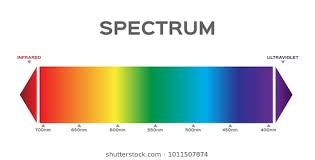 SPECTRUM
INFRARED ULTRAVIOLET
700nm 650nm 600nm 550nm 500nm 450nm 400nm
shutterstock.com · 1011507874